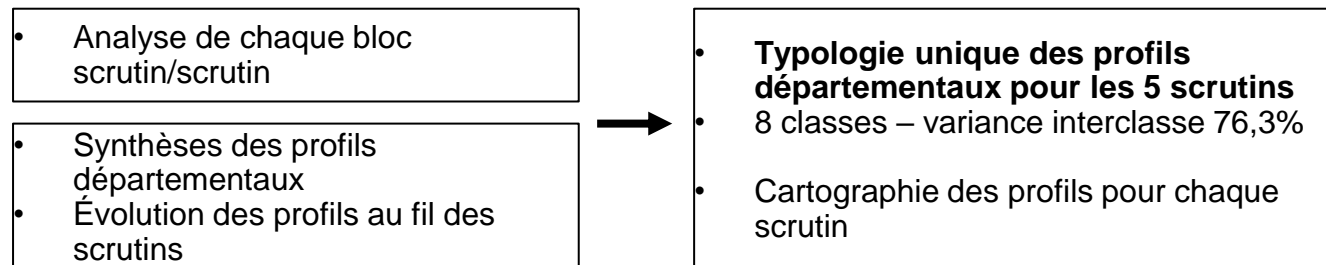 • Analyse de chaque bloc
scrutin/scrutin
• Synthèses des profils
départementaux
• Évolution des profils au fil des
scrutins
• Typologie unique des profils
départementaux pour les 5 scrutins
• 8 classes – variance interclasse 76,3%
• Cartographie des profils pour chaque
scrutin